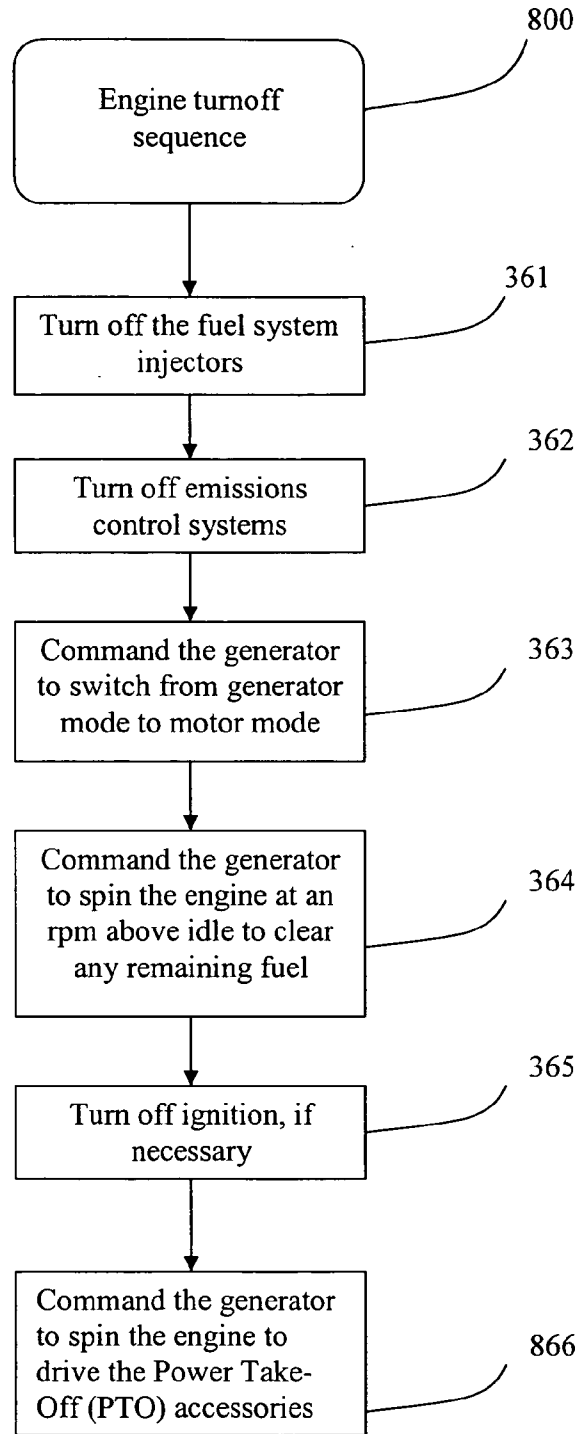 800
Engine turnoff
sequence
361
Turn off the fuel system
injectors
362
Turn off emissions
control systems
363
Command the generator
to switch from generator
mode to motor mode
364
Command the generator
to spin the engine at an
rpm above idle to clear
any remaining fuel
365
Turn off ignition, if
necessary
866
Command the generator
to spin the engine to
drive the Power Take-
Off (PTO) accessories